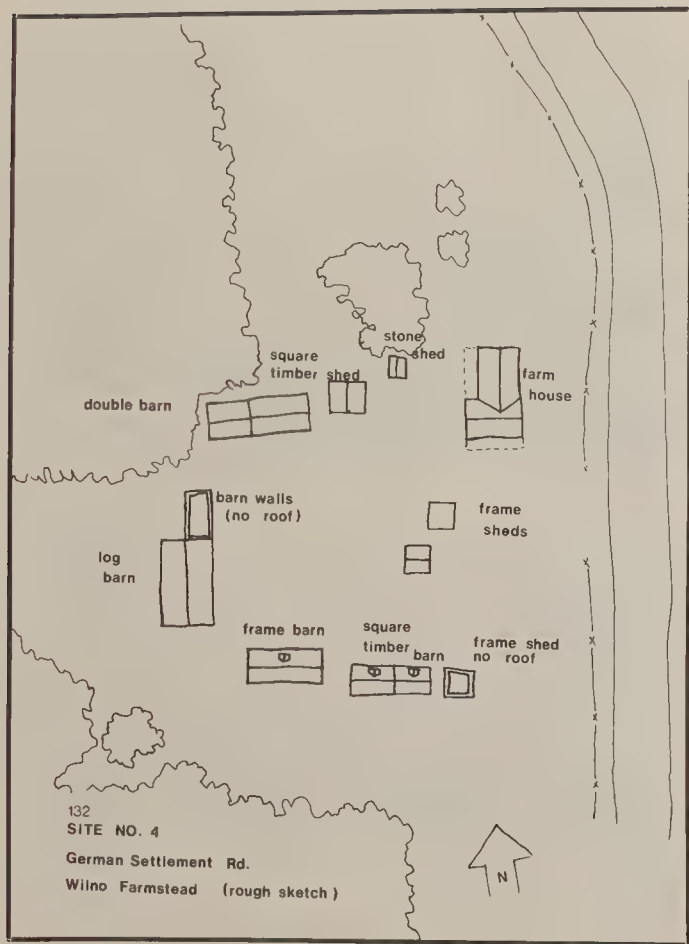 stone
shed
square
timber shed
farm
house
double barn
barn walls
(no roof)
frame
sheds
log
barn
frame barn
square
timber
barn
frame shed
no roof
132
SITE NO. 4
German Settlement Rd.
Wilno Farmstead (rough sketch)
N